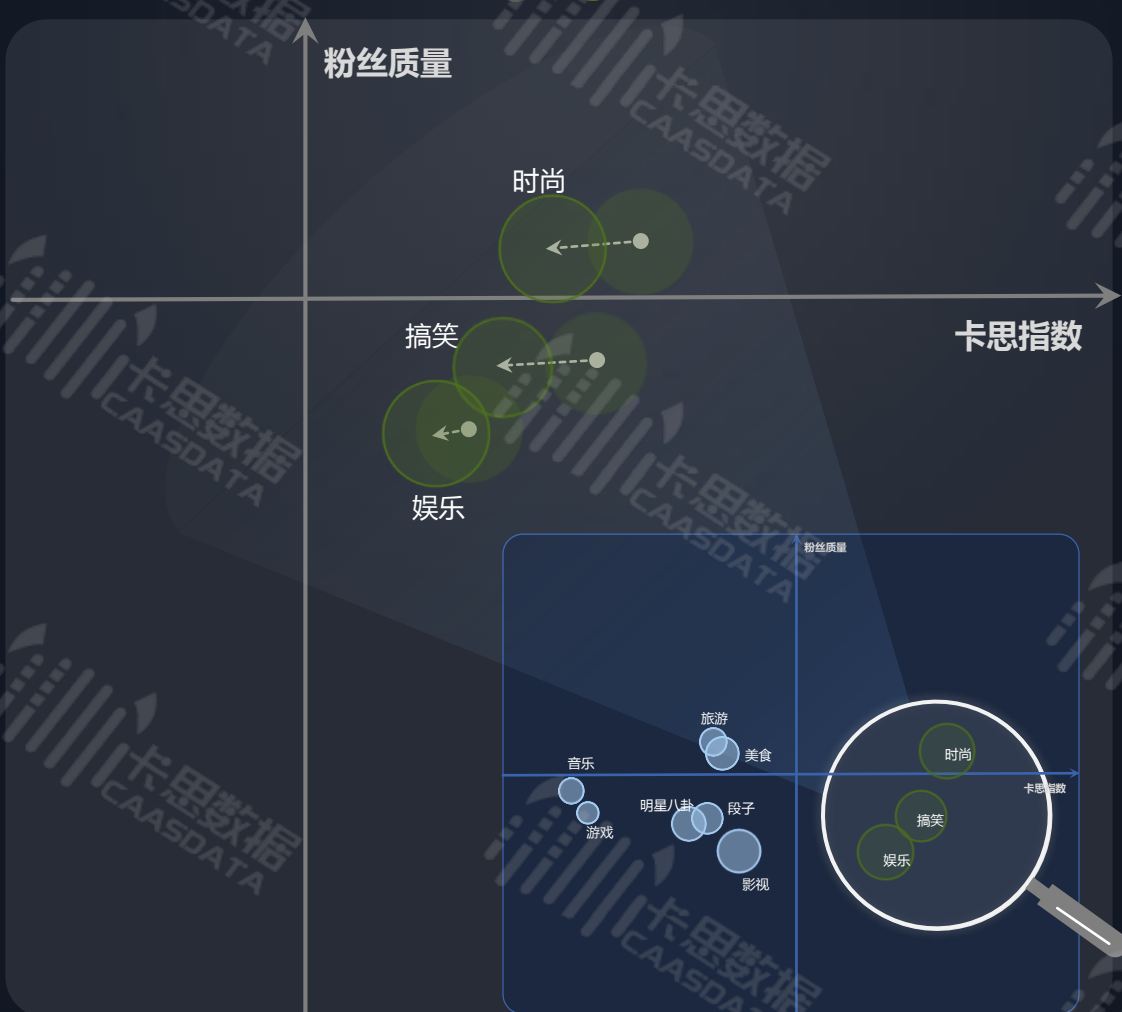 卡思数据
CAASDATA
粉丝质量
时尚
卡思指数
搞笑
娱乐
粉丝质量
旅游
美食
音乐
游戏
明星八卦
段子
影视
时尚
卡思指数
搞笑
娱乐